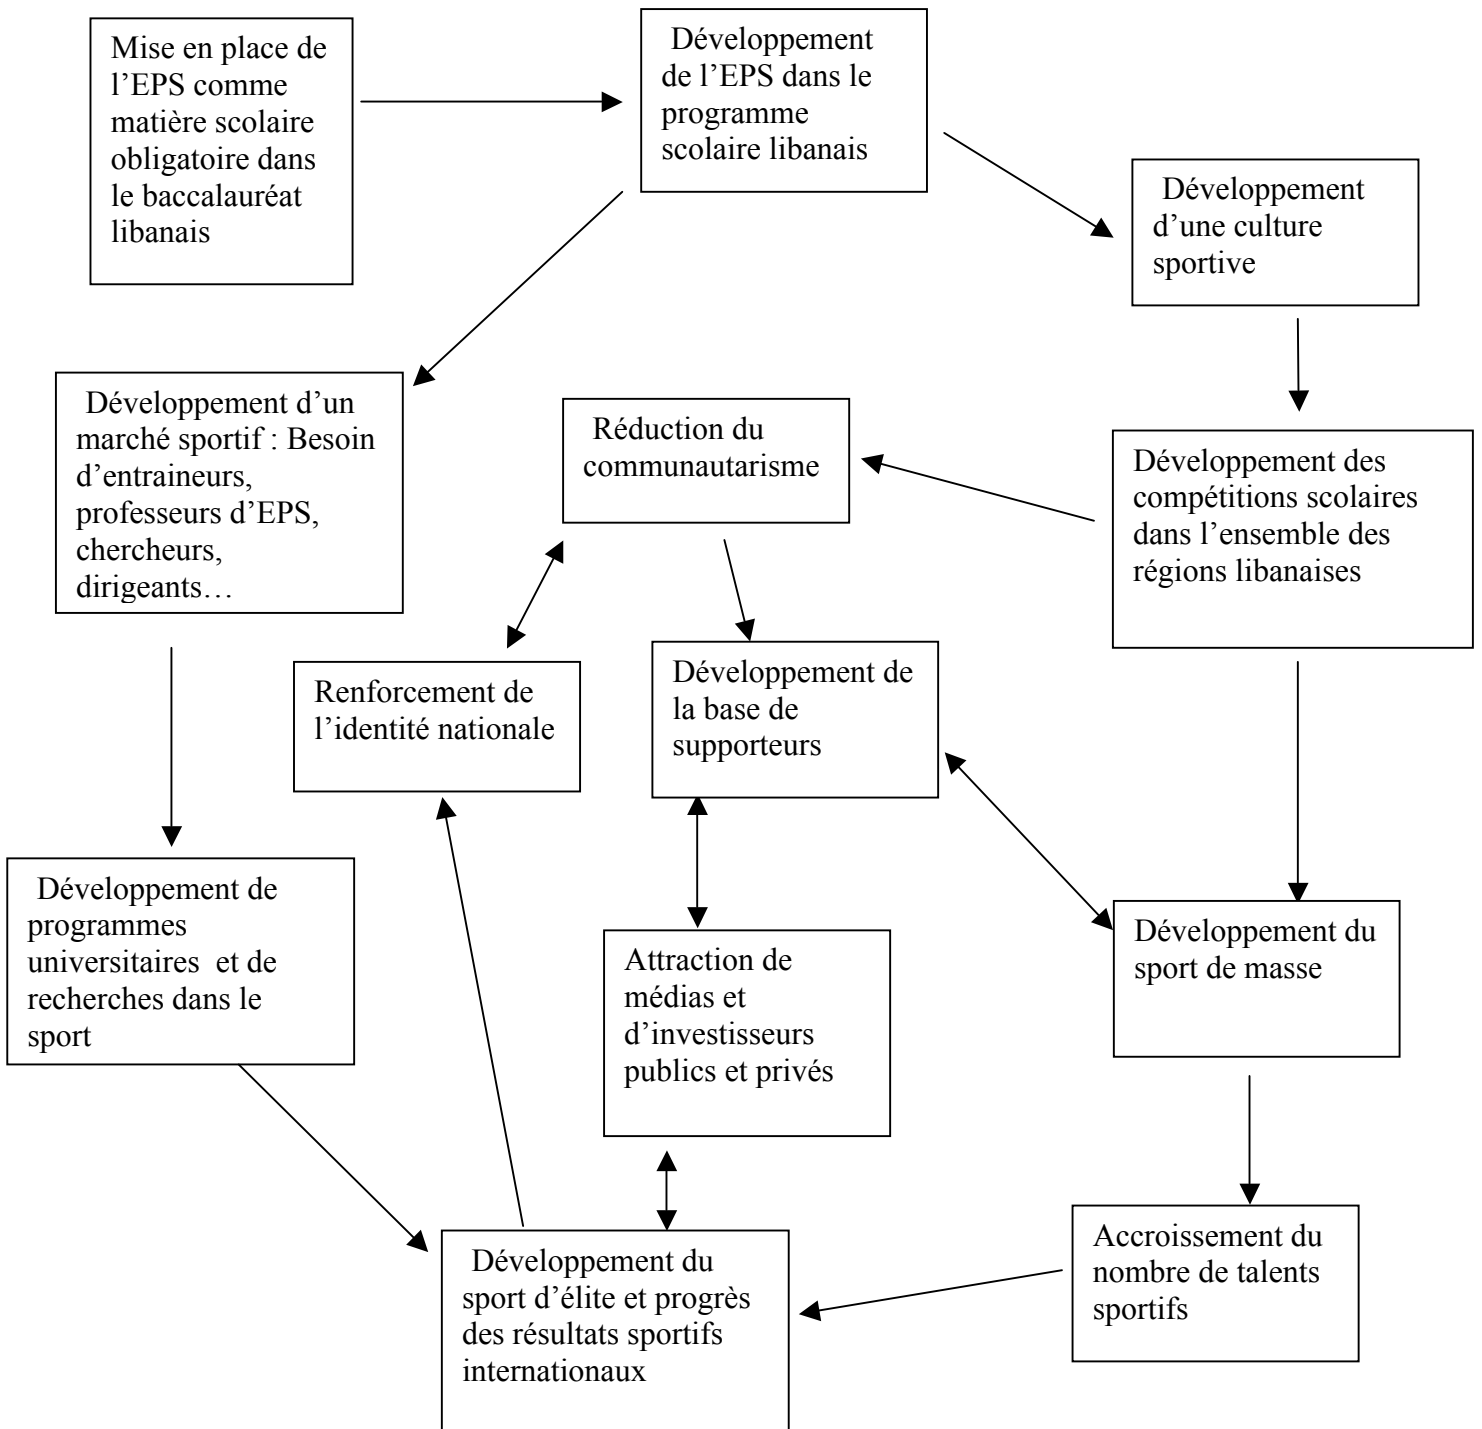 Mise en place de
l’EPS comme
matière scolaire
obligatoire dans
le baccalauréat
libanais
Développement
de l’EPS dans le
programme
scolaire libanais
Développement
d’une culture
sportive
Développement d’un
marché sportif : Besoin
d’entraineurs,
professeurs d’EPS,
chercheurs,
dirigeants…
Réduction du
communautarisme
Développement des
compétitions scolaires
dans l’ensemble des
régions libanaises
Renforcement de
l’identité nationale
Développement de
la base de
supporteurs
Développement de
programmes
universitaires et de
recherches dans le
sport
Attraction de
médias et
d’investisseurs
publics et privés
Développement du
sport de masse
Développement du
sport d’élite et progrès
des résultats sportifs
internationaux
Accroissement du
nombre de talents
sportifs